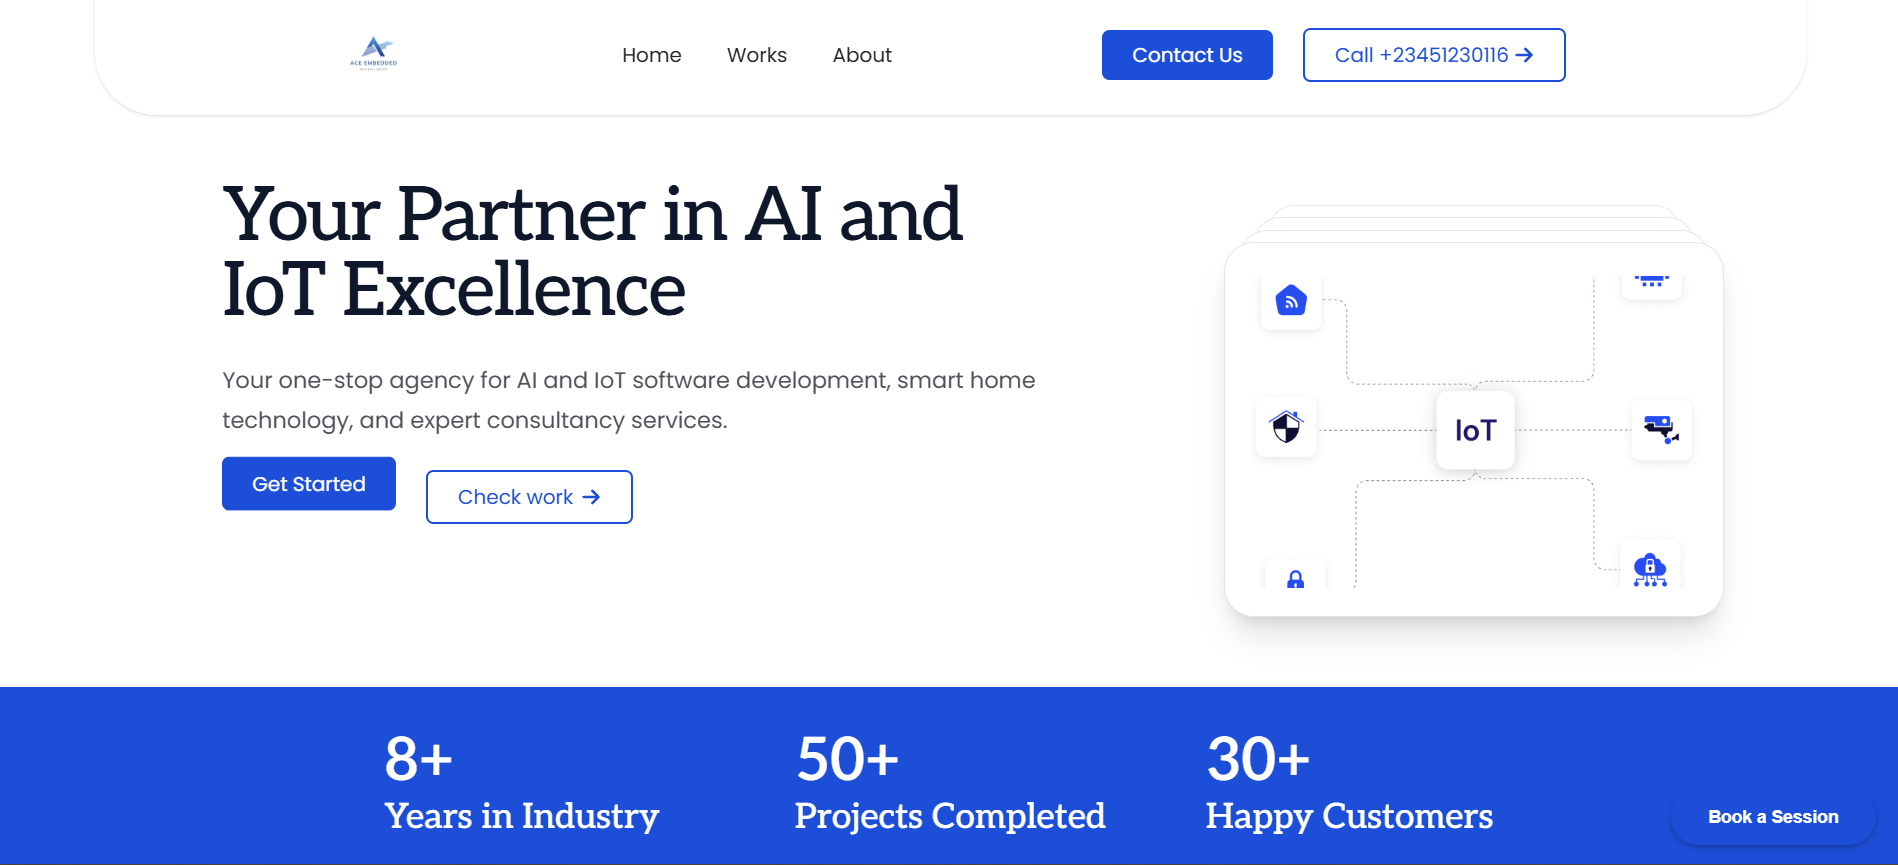 ACE EMBEDDED
Home
Works
About
Contact Us
Call +23451230116
Your Partner in AI and
IoT Excellence
Your one-stop agency for AI and IoT software development, smart home
technology, and expert consultancy services.
Get Started
Check work
IoT
8+
Years in Industry
50+
Projects Completed
30+
Happy Customers
Book a Session